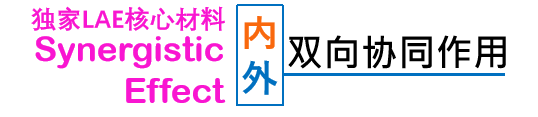 独家LAE核心材料
Synergistic
Effect
内
外
双向协同作用